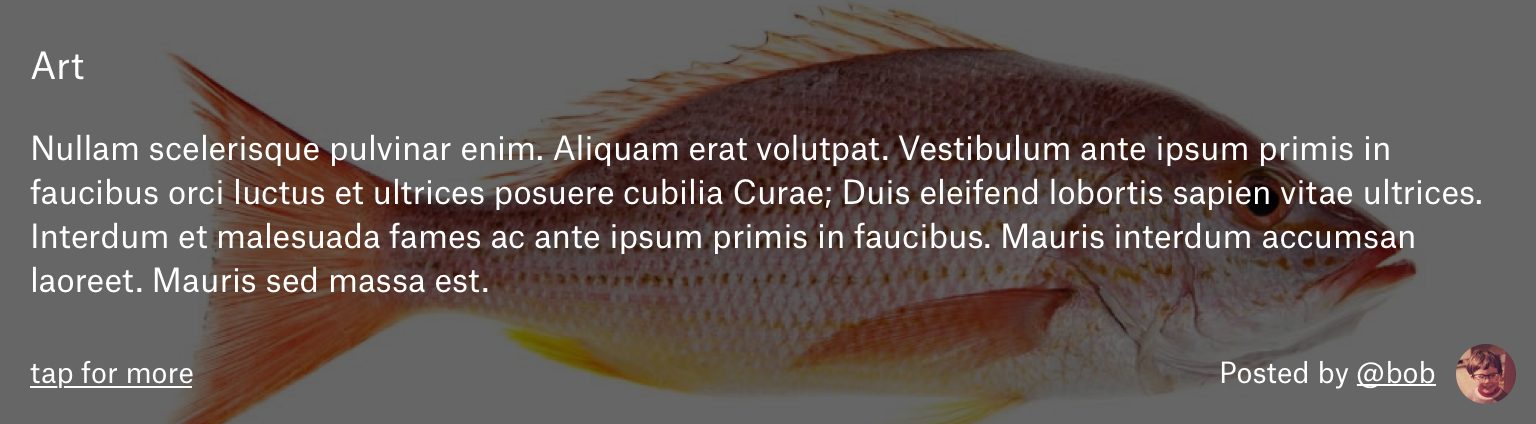 Art
Nullam scelerisque pulvinar enim. Aliquam erat volutpat. Vestibulum ante ipsum primis in
faucibus orci luctus et ultrices posuere cubilia Curae; Duis eleifend lobortis sapien vitae ultrices.
Interdum et malesuada fames ac ante ipsum primis in faucibus. Mauris interdum accumsan
laoreet. Mauris sed massa est.
tap for more
Posted by @bob